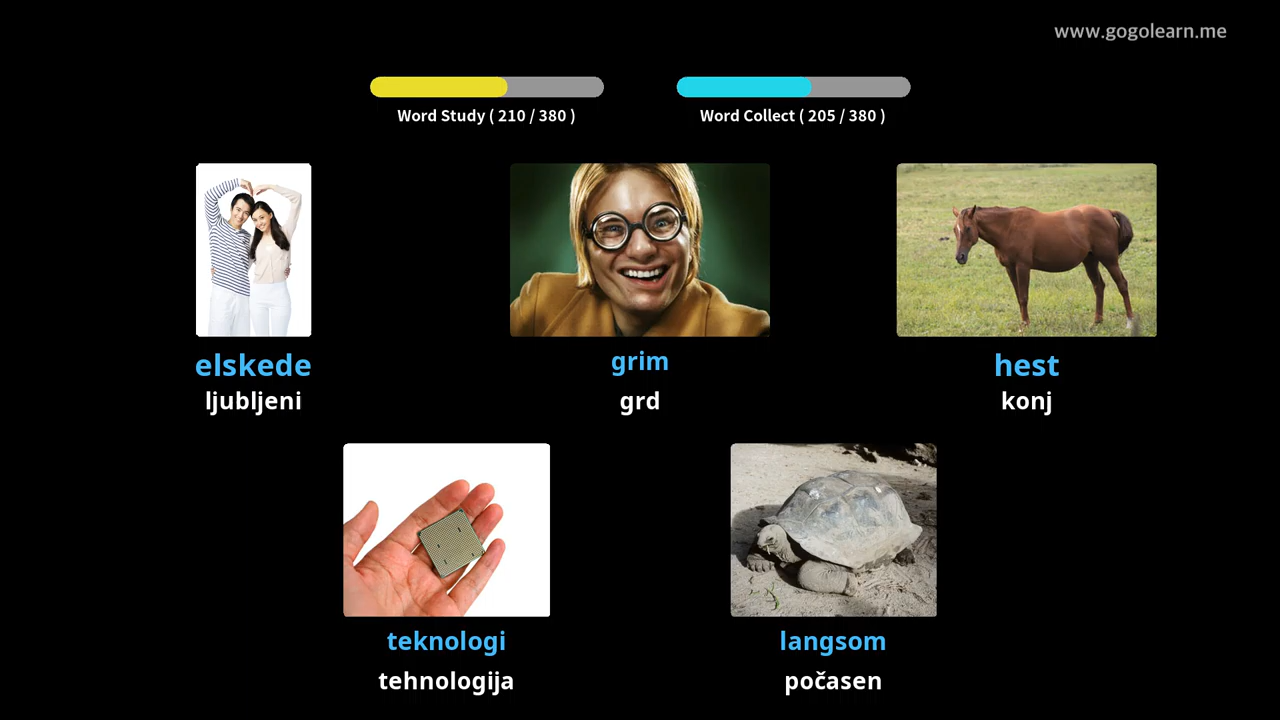 www.gogolearn.me
Word Study ( 210 / 380 )
Word Collect ( 205 / 380 )
elskede
ljubljeni
grim
grd
hest
konj
teknologi
tehnologija
langsom
počasen